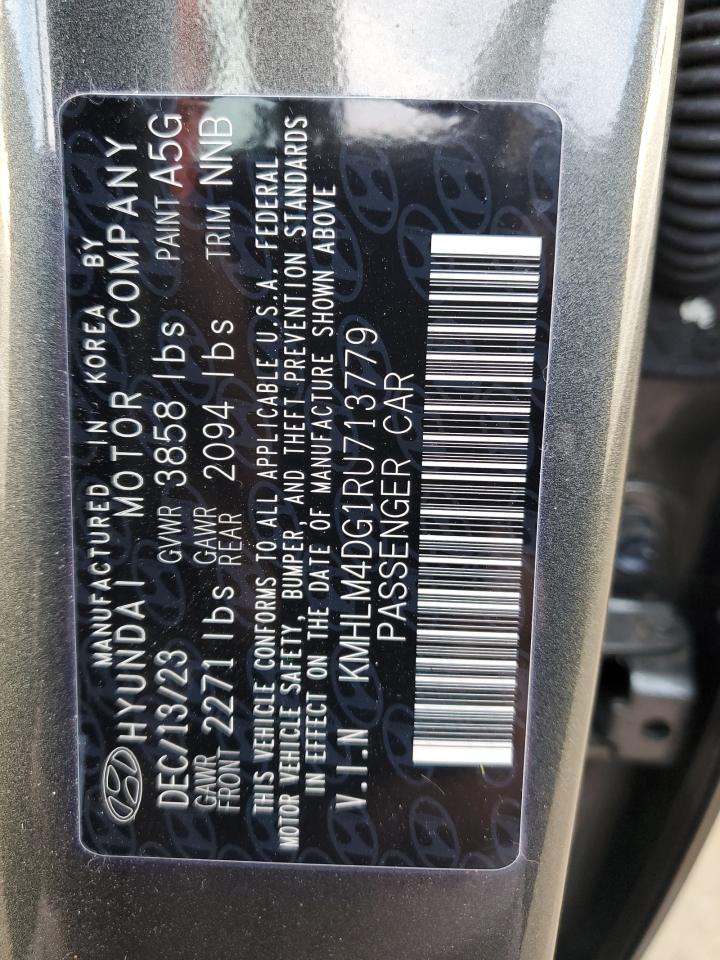 MANUFACTURED IN KOREA BY
HYUNDAI MOTOR COMPANY
DEC/13/23 GVWR 3858 lbs PAINT A5G
GAWR FRONT 2271 lbs GAWR REAR 2094 lbs TRIM NNB
THIS VEHICLE CONFORMS TO ALL APPLICABLE U.S.A. FEDERAL
MOTOR VEHICLE SAFETY, BUMPER, AND THEFT PREVENTION STANDARDS
IN EFFECT ON THE DATE OF MANUFACTURE SHOWN ABOVE
V.I.N KMHLM4DG1RU713779
PASSENGER CAR